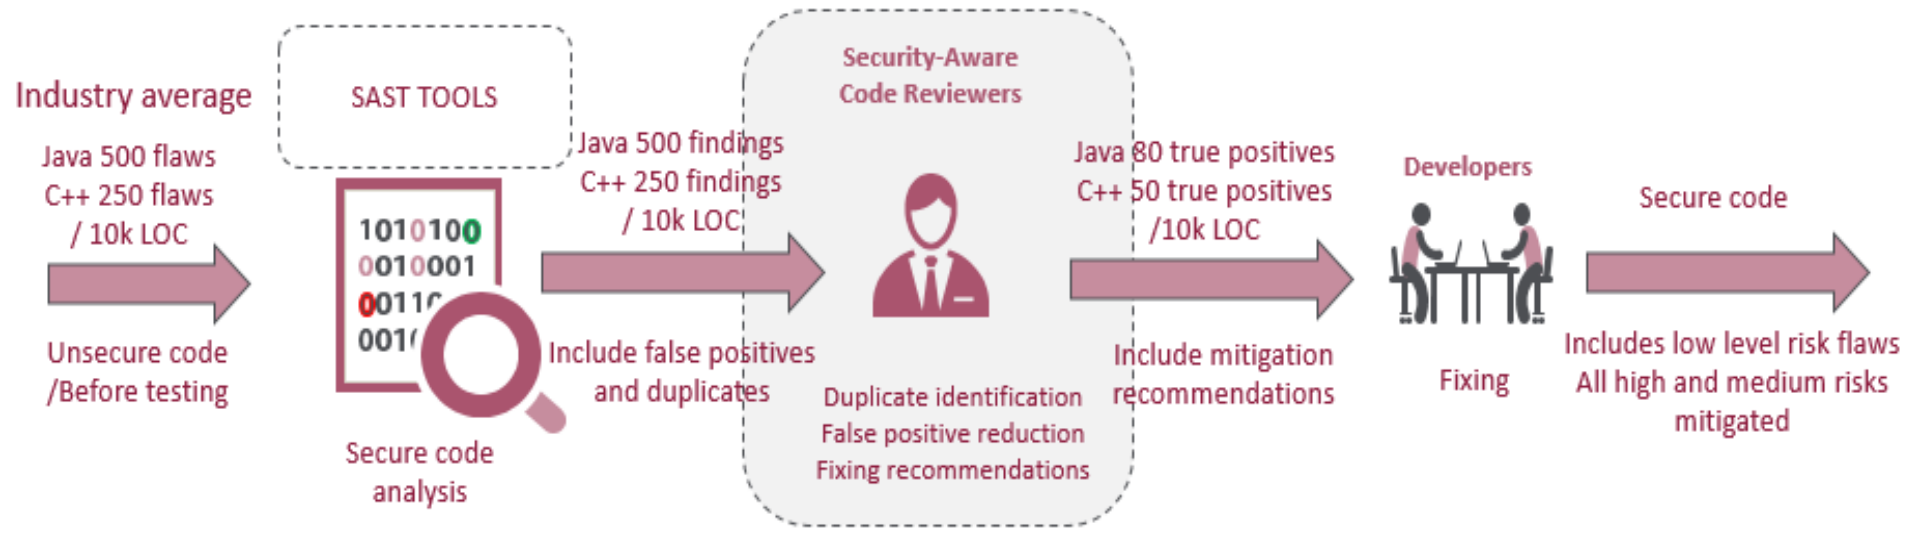 Industry average
Java 500 flaws
C++ 250 flaws
/ 10k LOC
Unsecure code
/Before testing
SAST TOOLS
1010100
0010001
00110
001
Secure code
analysis
Java 500 findings
C++ 250 findings
/ 10k LOC
Include false positives
and duplicates
Security-Aware
Code Reviewers
Duplicate identification
False positive reduction
Fixing recommendations
Java 80 true positives
C++ 50 true positives
/10k LOC
Include mitigation
recommendations
Developers
Fixing
Secure code
Includes low level risk flaws
All high and medium risks
mitigated